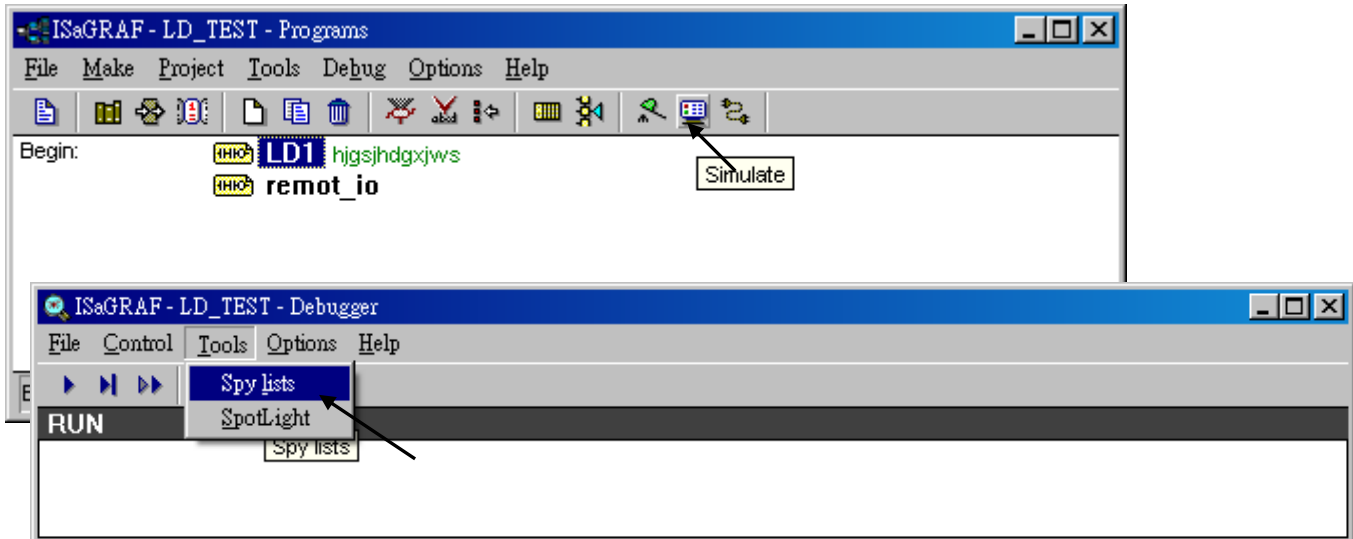 ISaGRAF - LD_TEST - Programs
File Make Project Tools Debug Options Help
Begin: LD1 hjgsjhdgxjws
Simulate
remot_io
ISaGRAF - LD_TEST - Debugger
File Control Tools Options Help
Spy lists
SpotLight
RUN
Spy lists